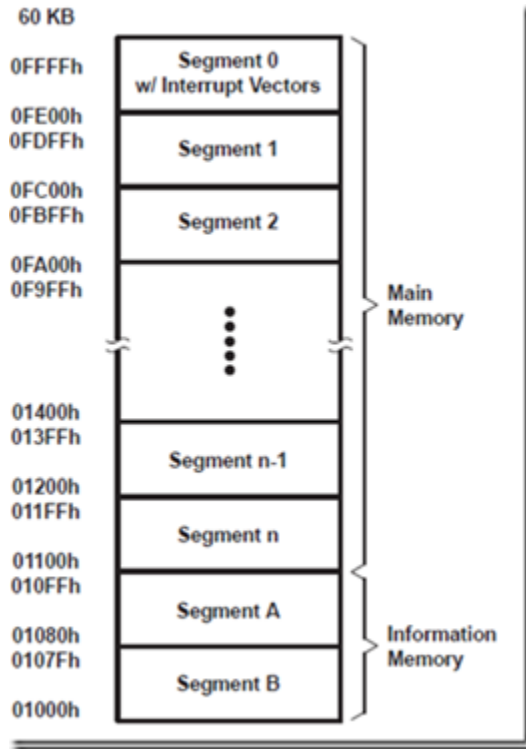 60 KB
0FFFFh
Segment 0
w/ Interrupt Vectors
0FE00h
0FDFFh
Segment 1
0FC00h
0FBFFh
Segment 2
0FA00h
0F9FFh
Main
Memory
01400h
013FFh
Segment n-1
01200h
011FFh
Segment n
01100h
010FFh
Segment A
01080h
0107Fh
Information
Memory
Segment B
01000h